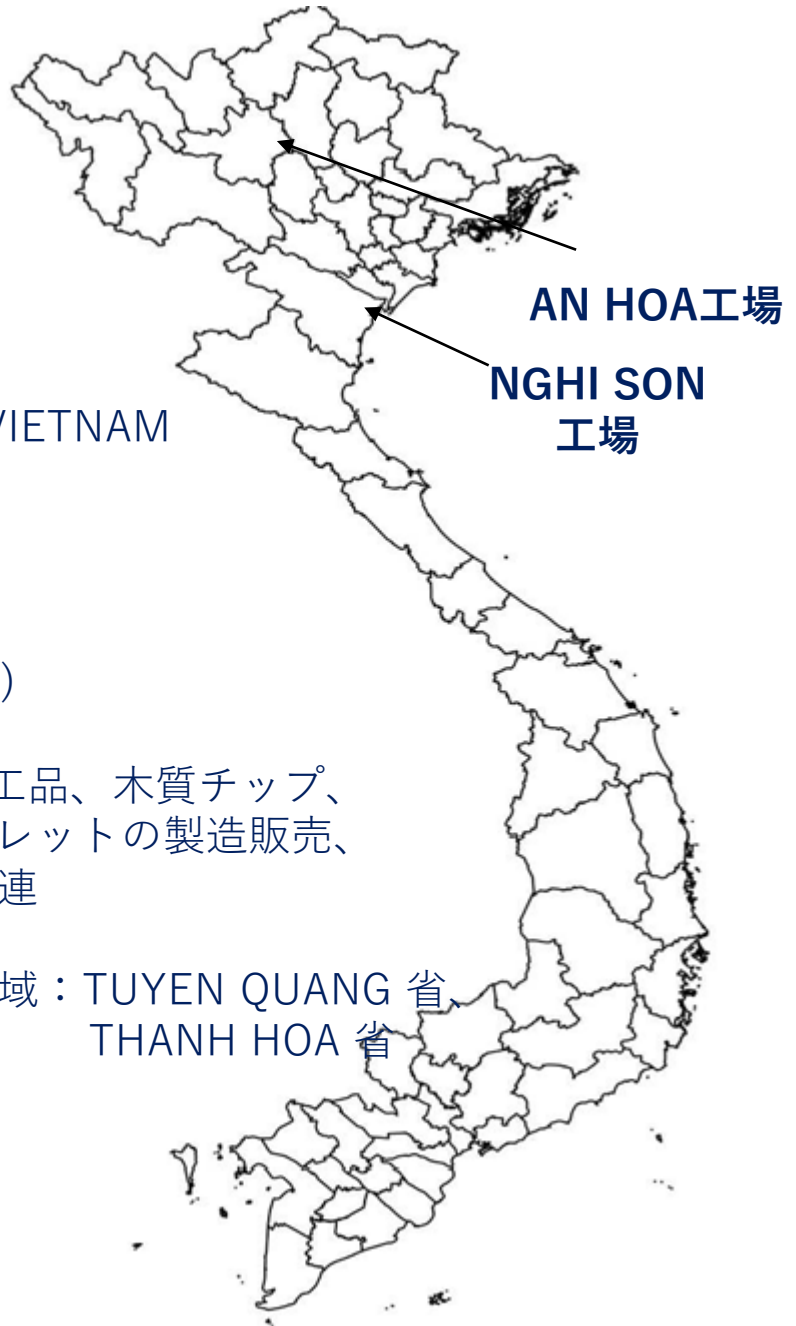 AN HOA工場
NGHI SON
工場
VIETNAM
)
工品、木質チップ、
レットの製造販売、
連
域：TUYEN QUANG 省、
THANH HOA 省